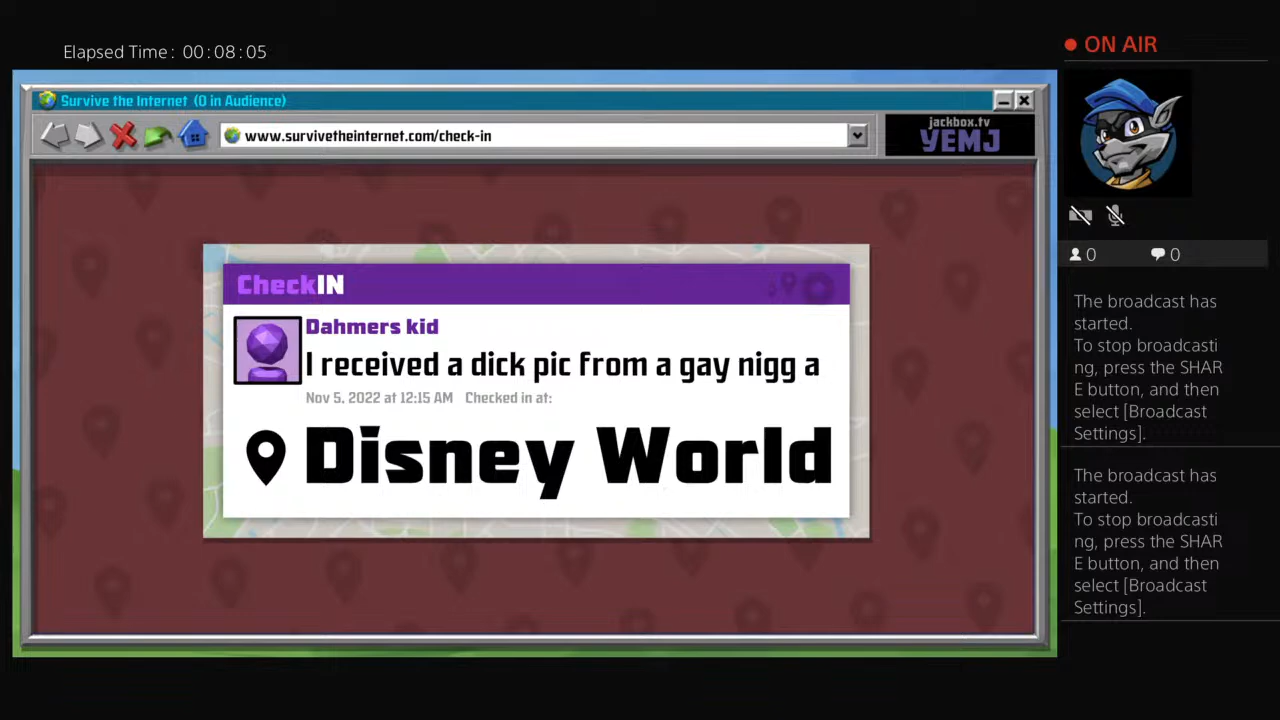 Elapsed Time: 00:08:05
ON AIR
Survive the Internet (0 in Audience)
www.survivetheinternet.com/check-in
jackbox.tv
YEMJ
CheckIN
Dahmers kid
I received a dick pic from a gay nigg a
Nov 5, 2022 at 12:15 AM Checked in at:
Disney World
0 0
The broadcast has
started.
To stop broadcasti
ng, press the SHAR
E button, and then
select [Broadcast
Settings].
The broadcast has
started.
To stop broadcasti
ng, press the SHAR
E button, and then
select [Broadcast
Settings].